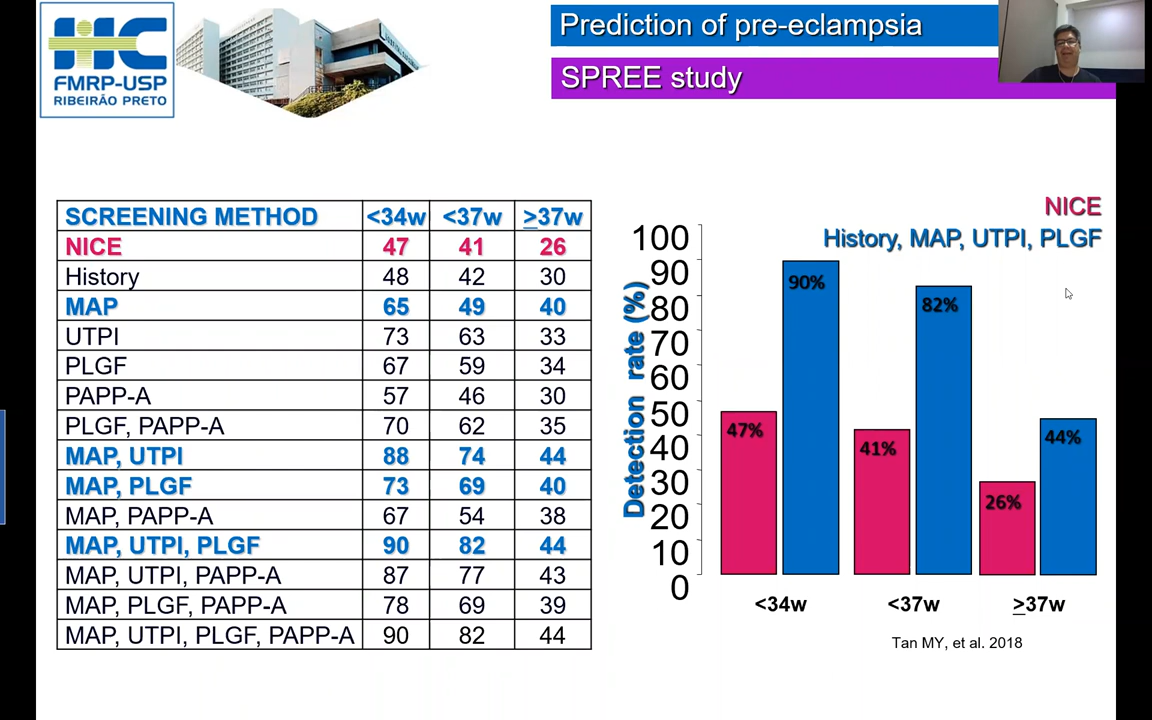 HC
FMRP-USP
RIBEIRÃO PRETO
Prediction of pre-eclampsia
SPREE study
SCREENING METHOD <34w <37w ≥37w
NICE 47 41 26
History 48 42 30
MAP 65 49 40
UTPI 73 63 33
PLGF 67 59 34
PAPP-A 57 46 30
PLGF, PAPP-A 70 62 35
MAP, UTPI 88 74 44
MAP, PLGF 73 69 40
MAP, PAPP-A 67 54 38
MAP, UTPI, PLGF 90 82 44
MAP, UTPI, PAPP-A 87 77 43
MAP, PLGF, PAPP-A 78 69 39
MAP, UTPI, PLGF, PAPP-A 90 82 44
NICE
History, MAP, UTPI, PLGF
Detection rate (%)
100
90
80
70
60
50
40
30
20
10
0
47%
90%
41%
82%
26%
44%
<34w <37w ≥37w
Tan MY, et al. 2018